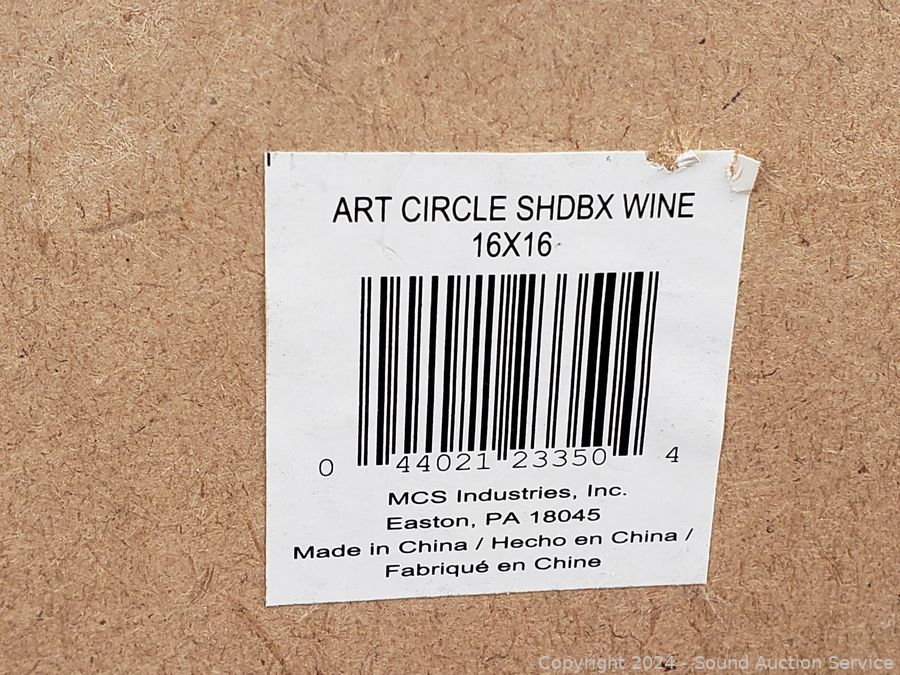 ART CIRCLE SHDBX WINE
16X16
0 44021 23350 4
MCS Industries, Inc.
Easton, PA 18045
Made in China / Hecho en China /
Fabriqué en Chine
Copyright 2024 - Sound Auction Service